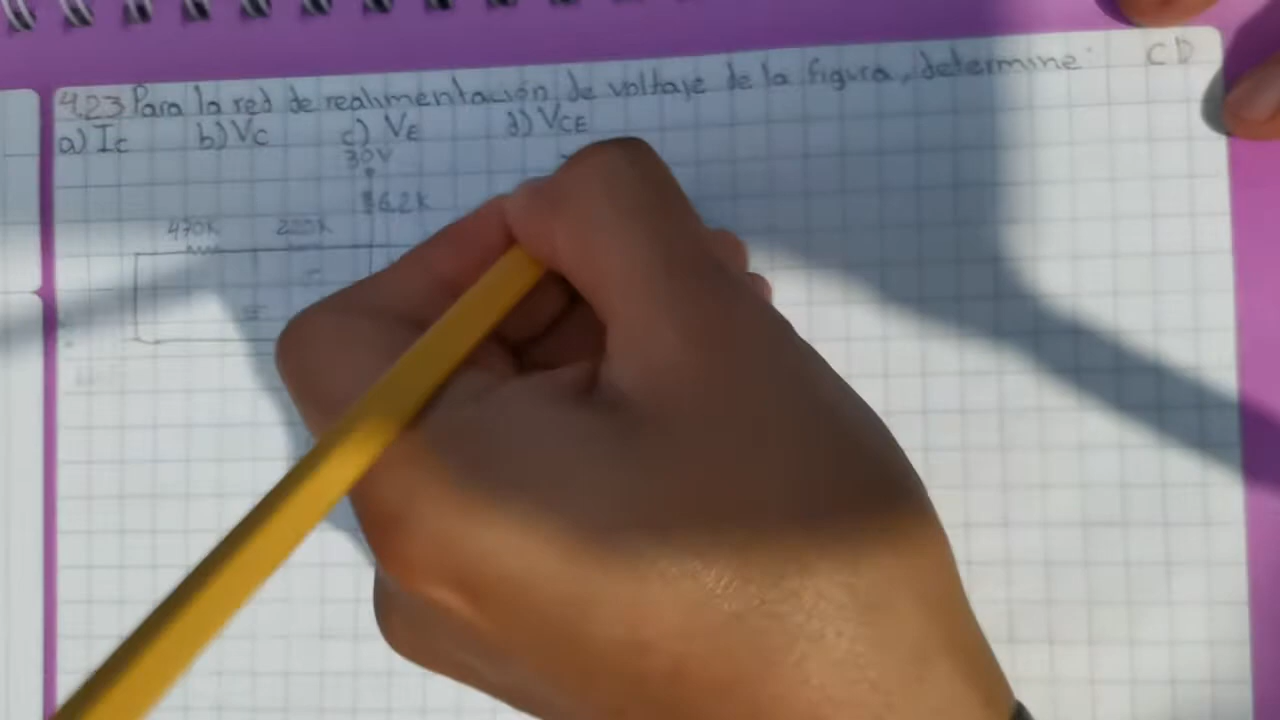 4.23 Para la red de realimentación de voltaje de la figura, determine: CD
a) Ic b) Vc c) VE d) VCE
30V
6.2k
470k 220k